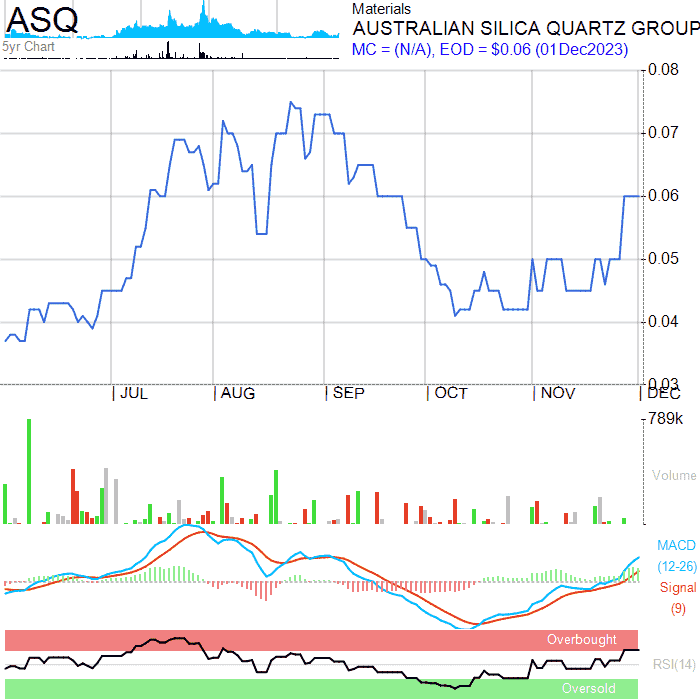 ASQ
5yr Chart
Materials
AUSTRALIAN SILICA QUARTZ GROUP
MC = (N/A), EOD = $0.06 (01Dec2023)
0.08
0.07
0.06
0.05
0.04
0.03
JUL AUG SEP OCT NOV DEC
789k
Volume
MACD
(12-26)
Signal
(9)
Overbought
RSI(14)
Oversold